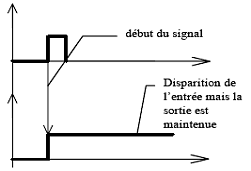 début du signal
Disparition de
l'entrée mais la
sortie est
maintenue